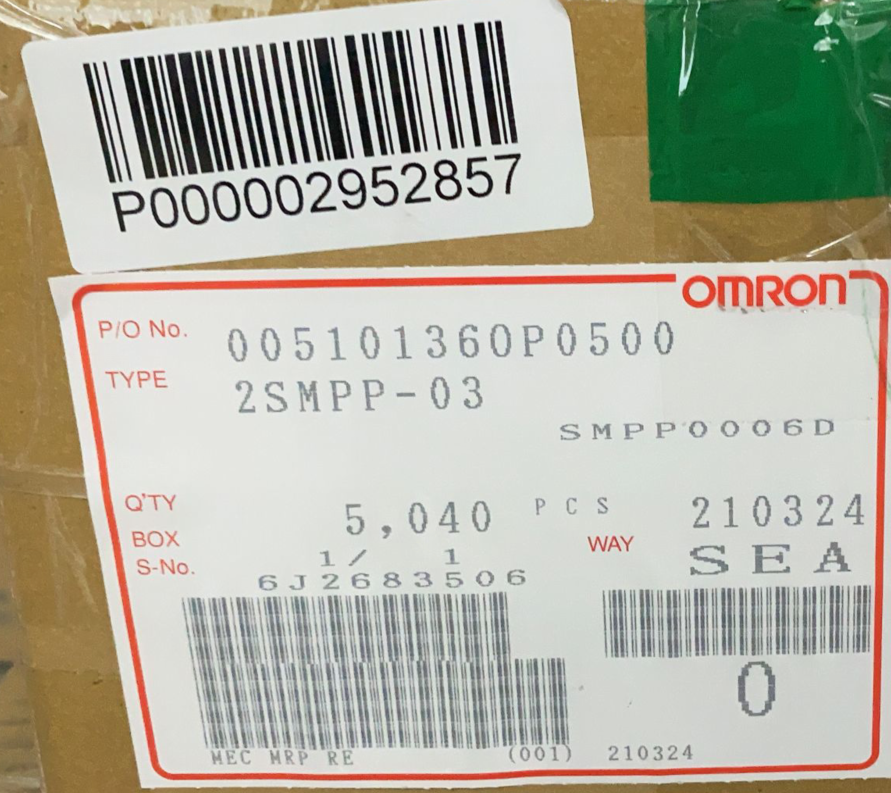 P000002952857
OMRON
P/O No. 005101360P0500
TYPE 2SMPP-03
SMPP0006D
Q'TY 5,040 PCS 210324
BOX 1/ 1 WAY SEA
S-No. 6J2683506
0
MEC MRP RE (001) 210324